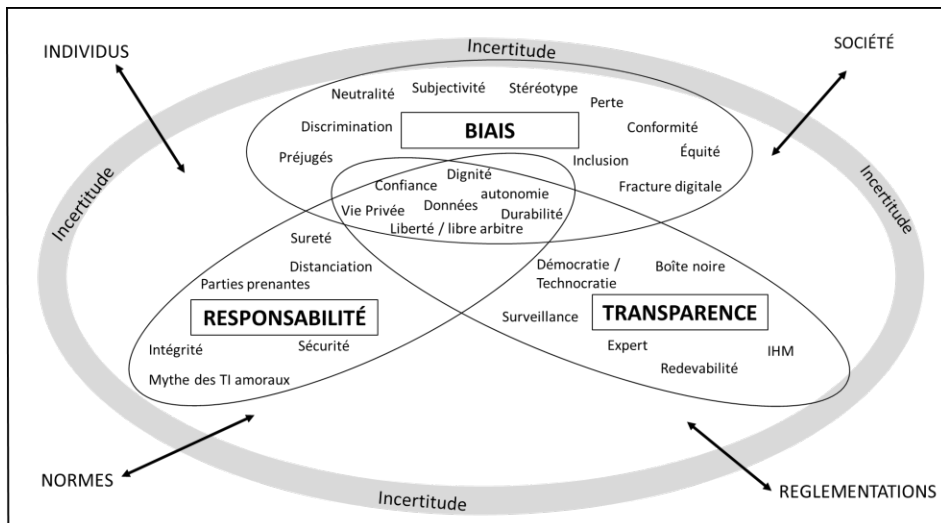 INDIVIDUS
Incertitude
SOCIÉTÉ
Neutralité
Subjectivité
Stéréotype
Perte
Discrimination
BIAIS
Conformité
Préjugés
Inclusion
Équité
Fracture digitale
Incertitude
Incertitude
Dignité
Confiance
autonomie
Données
Vie Privée
Durabilité
Liberté / libre arbitre
Sureté
Distanciation
Parties prenantes
RESPONSABILITÉ
Intégrité
Sécurité
Mythe des TI amoraux
Démocratie /
Technocratie
Boîte noire
Surveillance
TRANSPARENCE
Expert
IHM
Redevabilité
NORMES
Incertitude
REGLEMENTATIONS